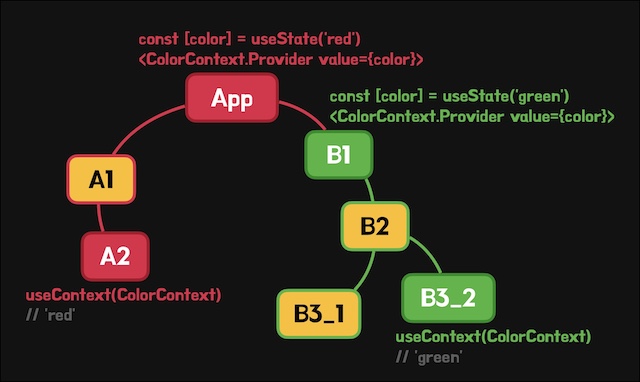 const [color] = useState('red')
<ColorContext.Provider value={color}>
App
const [color] = useState('green')
<ColorContext.Provider value={color}>
B1
A1
B2
A2
useContext(ColorContext)
// 'red'
B3_1
B3_2
useContext(ColorContext)
// 'green'